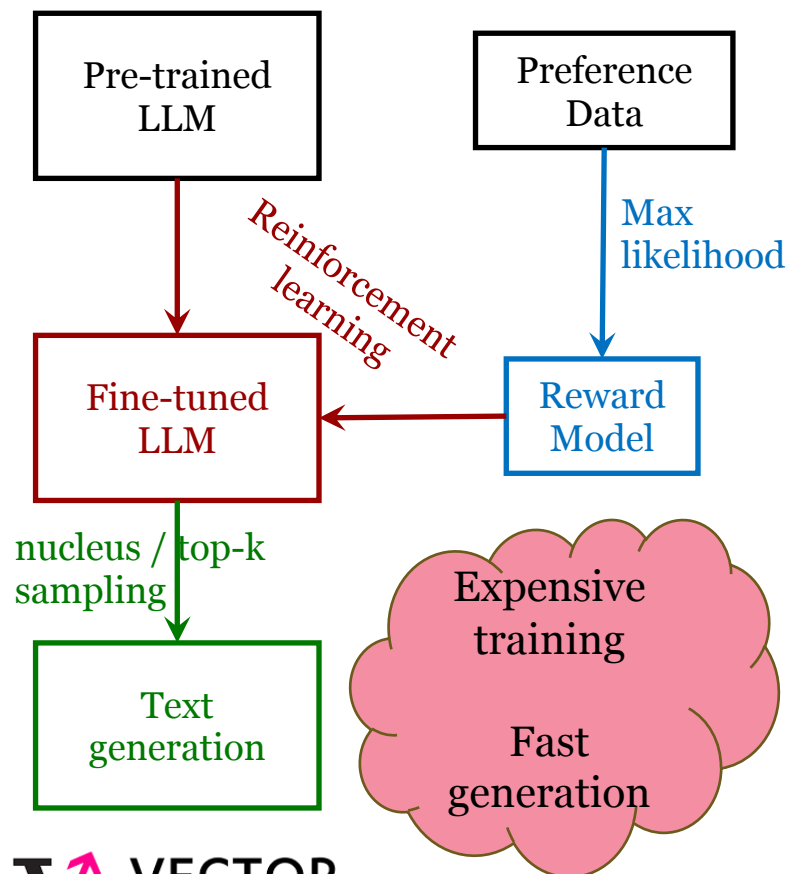 Pre-trained
LLM
Preference
Data
Reinforcement
learning
Max
likelihood
Fine-tuned
LLM
Reward
Model
nucleus / top-k
sampling
Expensive
training
Text
generation
Fast
generation
VECTOR